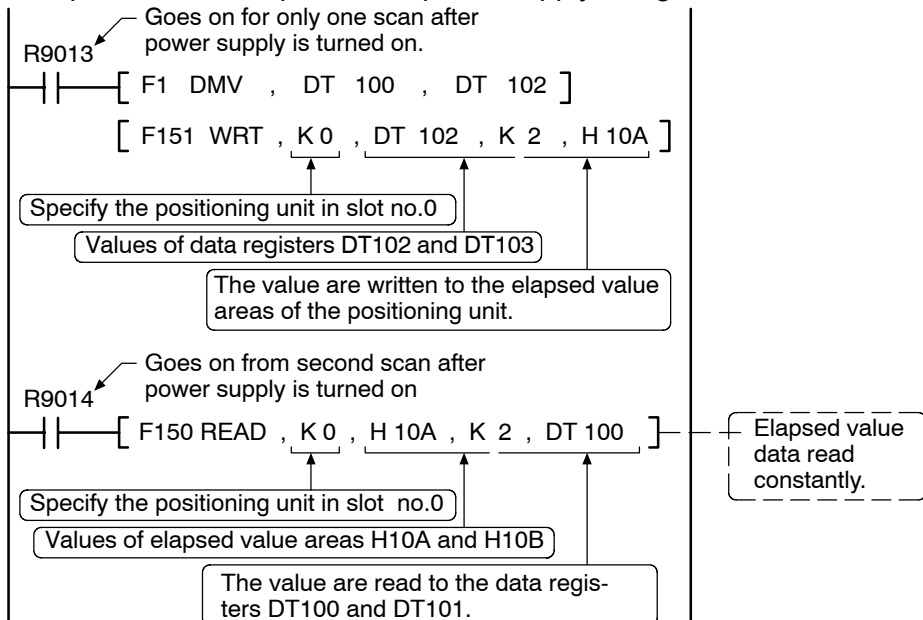 Goes on for only one scan after
power supply is turned on.
R9013
[ F1 DMV , DT 100 , DT 102 ]
[ F151 WRT , K 0 , DT 102 , K 2 , H 10A ]
Specify the positioning unit in slot no.0
Values of data registers DT102 and DT103
The value are written to the elapsed value
areas of the positioning unit.
Goes on from second scan after
power supply is turned on
R9014
[ F150 READ , K 0 , H 10A , K 2 , DT 100 ]
Elapsed value
data read
constantly.
Specify the positioning unit in slot no.0
Values of elapsed value areas H10A and H10B
The value are read to the data regis-
ters DT100 and DT101.